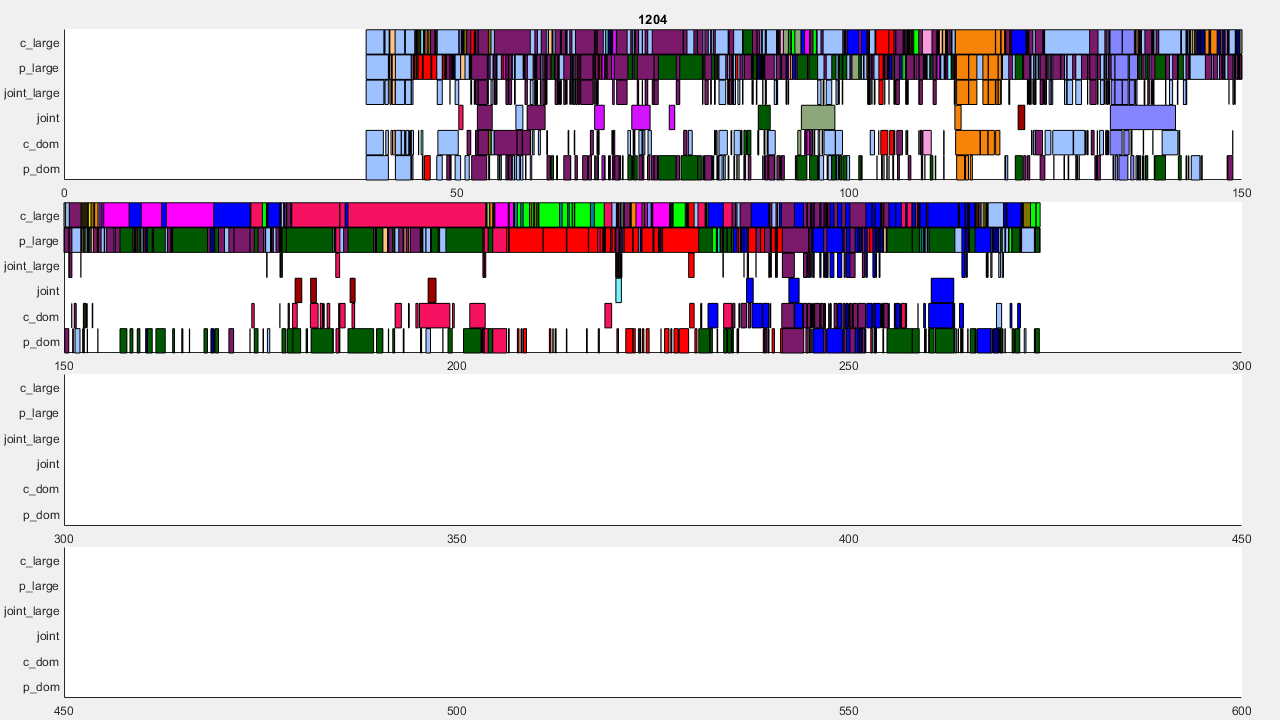 1204
c_large
p_large
joint_large
joint
c_dom
p_dom
0 50 100 150
c_large
p_large
joint_large
joint
c_dom
p_dom
150 200 250 300
c_large
p_large
joint_large
joint
c_dom
p_dom
300 350 400 450
c_large
p_large
joint_large
joint
c_dom
p_dom
450 500 550 600